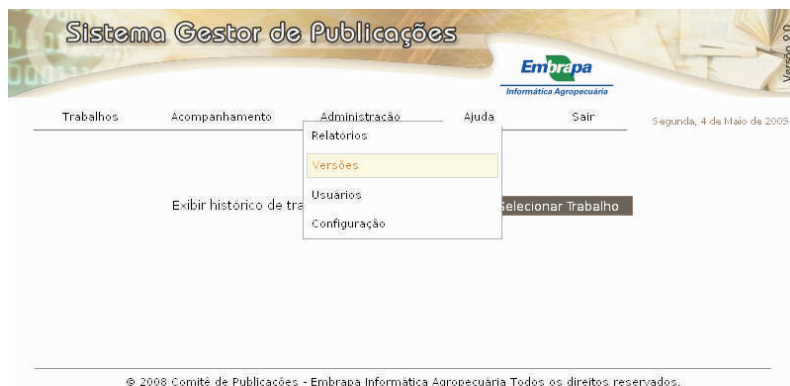 Sistema Gestor de Publicações
Versão 2.0
Embrapa
Informática Agropecuária
Trabalhos Acompanhamento Administração Ajuda Sair Segunda, 4 de Maio de 2009
Relatórios
Versões
Usuários
Exibir histórico de tra elecionar Trabalho
Configuração
© 2008 Comitê de Publicações - Embrapa Informática Agropecuária Todos os direitos reservados.